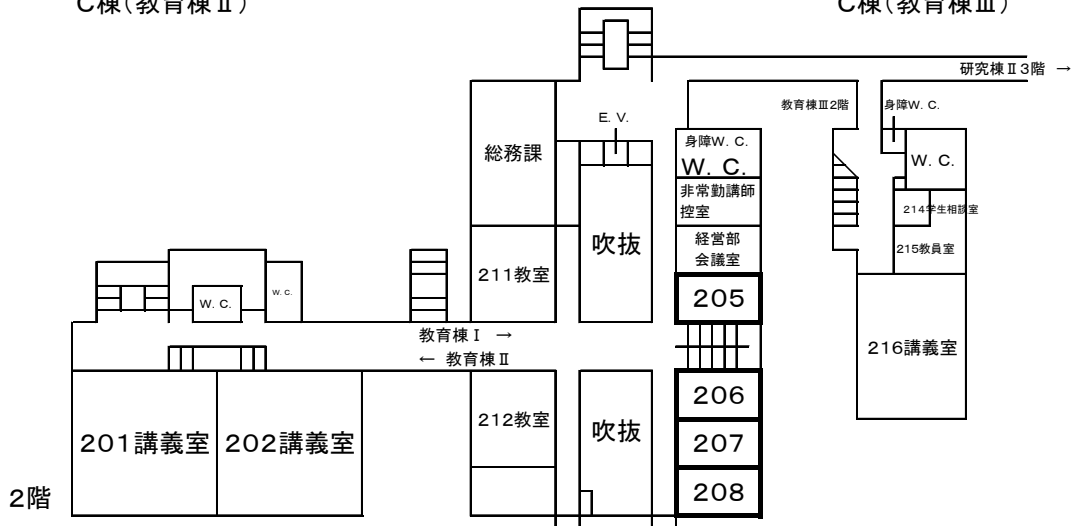 C棟(教育棟Ⅱ)
C棟(教育棟Ⅲ)
研究棟Ⅱ3階 →
教育棟Ⅲ2階
身障W.C.
E.V.
身障W.C.
W.C.
総務課
W.C.
非常勤講師
控室
214学生相談室
吹抜
経営部
会議室
215教員室
211教室
205
W.C.
W.C.
教育棟Ⅰ →
← 教育棟Ⅱ
216講義室
206
212教室
吹抜
201講義室
202講義室
207
208
2階